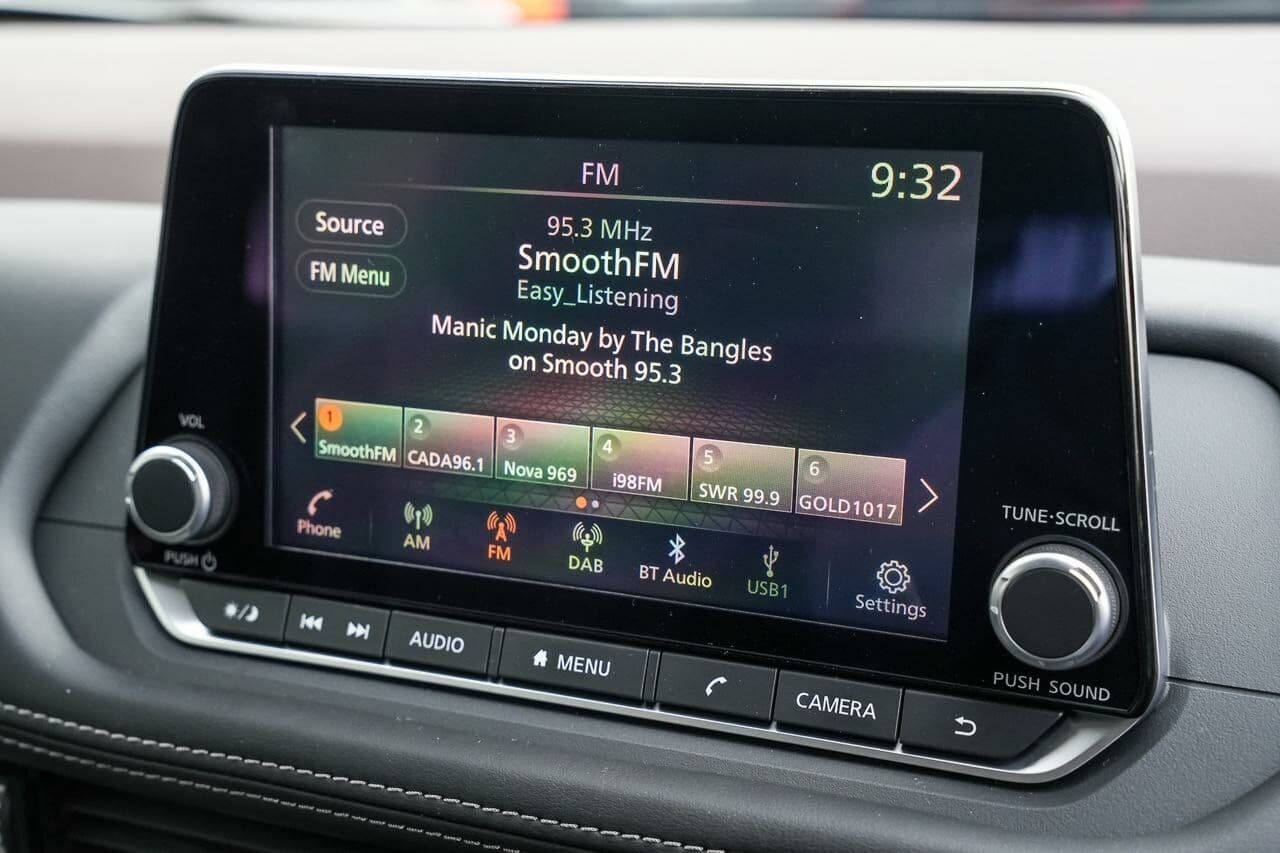 FM
9:32
Source
FM Menu
95.3 MHz
SmoothFM
Easy_Listening
Manic Monday by The Bangles
on Smooth 95.3
1
SmoothFM
2
CADA96.1
3
Nova 969
4
i98FM
5
SWR 99.9
6
GOLD1017
Phone
AM
FM
DAB
BT Audio
USB1
Settings
VOL
PUSH
TUNE·SCROLL
PUSH SOUND
AUDIO
MENU
CAMERA